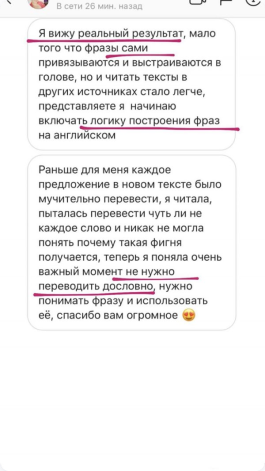 В сети 26 мин. назад
Я вижу реальный результат, мало
того что фразы сами
привязываются и выстраиваются в
голове, но и читать тексты в
других источниках стало легче,
представляете я начинаю
включать логику построения фраз
на английском
Раньше для меня каждое
предложение в новом тексте было
мучительно перевести, я читала,
пыталась перевести чуть ли не
каждое слово и никак не могла
понять почему такая фигня
получается, теперь я поняла очень
важный момент не нужно
переводить дословно, нужно
понимать фразу и использовать
её, спасибо вам огромное 😍